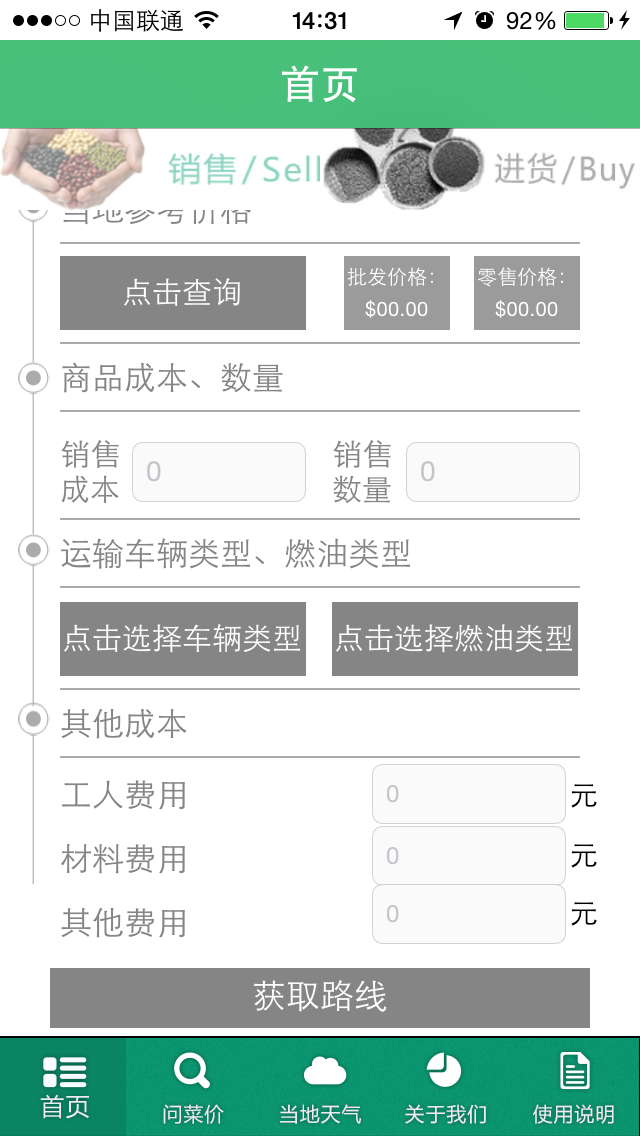 中国联通 14:31 92%
首页
销售/Sell 进货/Buy
当地参考价格
点击查询
批发价格：
$00.00
零售价格：
$00.00
商品成本、数量
销售
成本
0
销售
数量
0
运输车辆类型、燃油类型
点击选择车辆类型 点击选择燃油类型
其他成本
工人费用 0 元
材料费用 0 元
其他费用 0 元
获取路线
首页 问菜价 当地天气 关于我们 使用说明